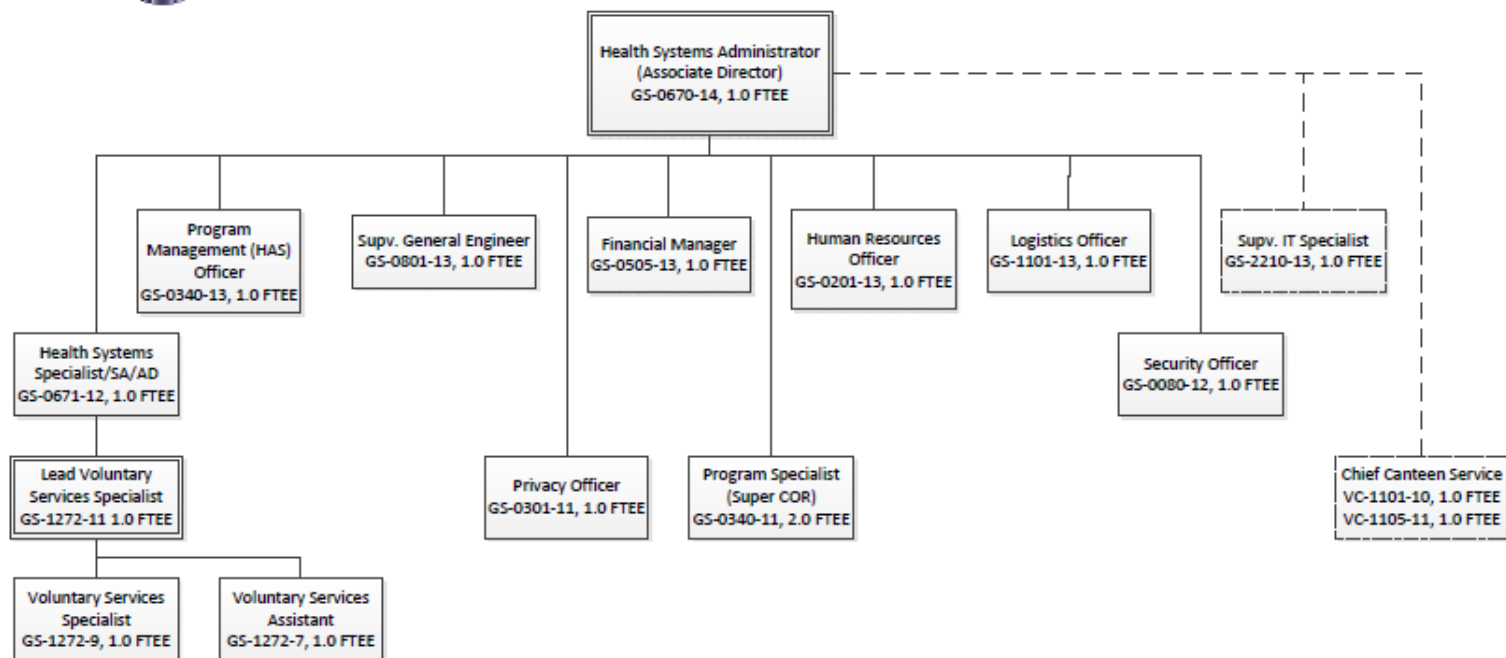 Health Systems Administrator
(Associate Director)
GS-0670-14, 1.0 FTEE
Program
Management (HAS)
Officer
GS-0340-13, 1.0 FTEE
Supv. General Engineer
GS-0801-13, 1.0 FTEE
Financial Manager
GS-0505-13, 1.0 FTEE
Human Resources
Officer
GS-0201-13, 1.0 FTEE
Logistics Officer
GS-1101-13, 1.0 FTEE
Supv. IT Specialist
GS-2210-13, 1.0 FTEE
Health Systems
Specialist/SA/AD
GS-0671-12, 1.0 FTEE
Security Officer
GS-0080-12, 1.0 FTEE
Lead Voluntary
Services Specialist
GS-1272-11 1.0 FTEE
Privacy Officer
GS-0301-11, 1.0 FTEE
Program Specialist
(Super COR)
GS-0340-11, 2.0 FTEE
Chief Canteen Service
VC-1101-10, 1.0 FTEE
VC-1105-11, 1.0 FTEE
Voluntary Services
Specialist
GS-1272-9, 1.0 FTEE
Voluntary Services
Assistant
GS-1272-7, 1.0 FTEE